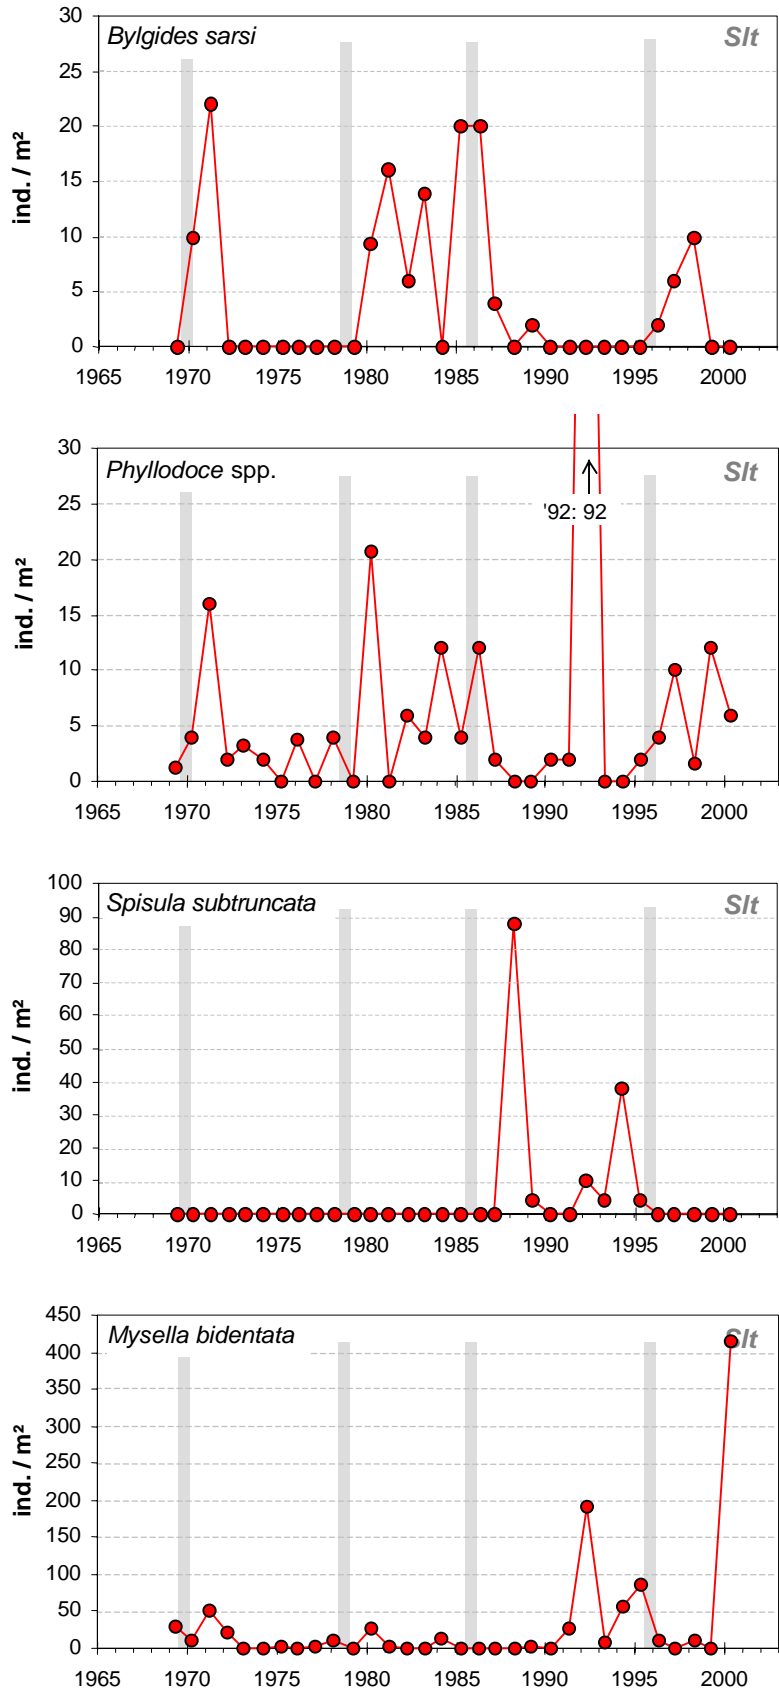 30
Bylgides sarsi
Slt
25
20
15
10
5
0
ind. / m²
1965 1970 1975 1980 1985 1990 1995 2000
30
Phyllodoce spp.
Slt
'92: 92
25
20
15
10
5
0
ind. / m²
1965 1970 1975 1980 1985 1990 1995 2000
100
Spisula subtruncata
Slt
90
80
70
60
50
40
30
20
10
0
ind. / m²
1965 1970 1975 1980 1985 1990 1995 2000
450
Mysella bidentata
Slt
400
350
300
250
200
150
100
50
0
ind. / m²
1965 1970 1975 1980 1985 1990 1995 2000